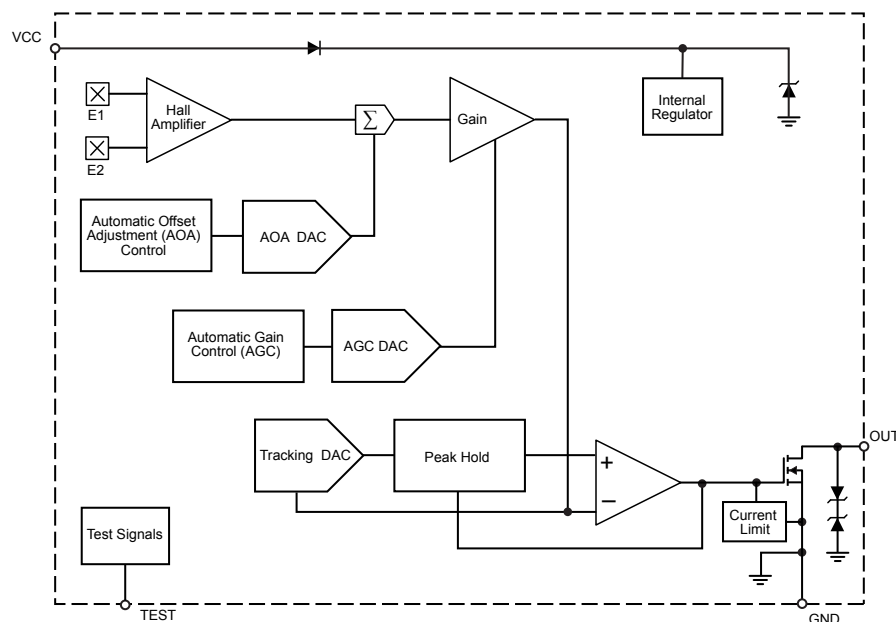 VCC
E1
E2
Hall
Amplifier
Σ
Gain
Internal
Regulator
Automatic Offset
Adjustment (AOA)
Control
AOA DAC
Automatic Gain
Control (AGC)
AGC DAC
Tracking DAC
Peak Hold
+
−
OUT
Current
Limit
Test Signals
TEST
GND